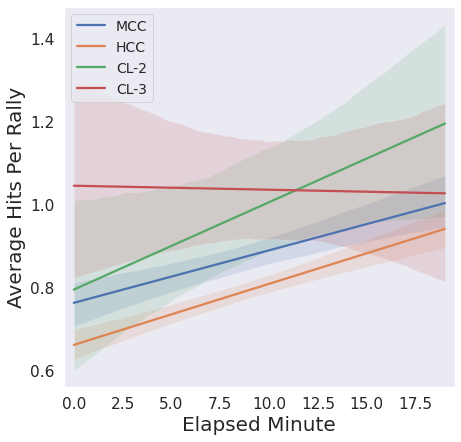 MCC
HCC
CL-2
CL-3
1.4
1.2
1.0
0.8
0.6
Average Hits Per Rally
0.0 2.5 5.0 7.5 10.0 12.5 15.0 17.5
Elapsed Minute